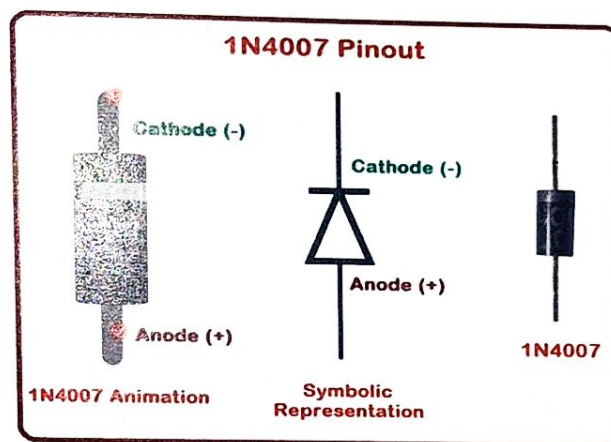 1N4007 Pinout
Cathode (-)
Cathode (-)
Anode (+)
Anode (+)
1N4007
1N4007 Animation
Symbolic
Representation